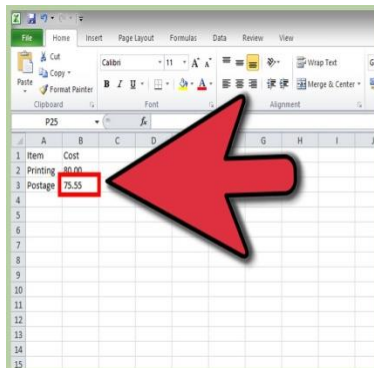 File Home Insert Page Layout Formulas Data Review View
Cut
Copy
Format Painter
Paste
Calibri 11 A A
B I U A
Wrap Text
Merge & Center
Clipboard Font Alignment
P25 fx
A B C D G H I
1 Item Cost
2 Printing 80.00
3 Postage 75.55
4
5
6
7
8
9
10
11
12
13
14
15